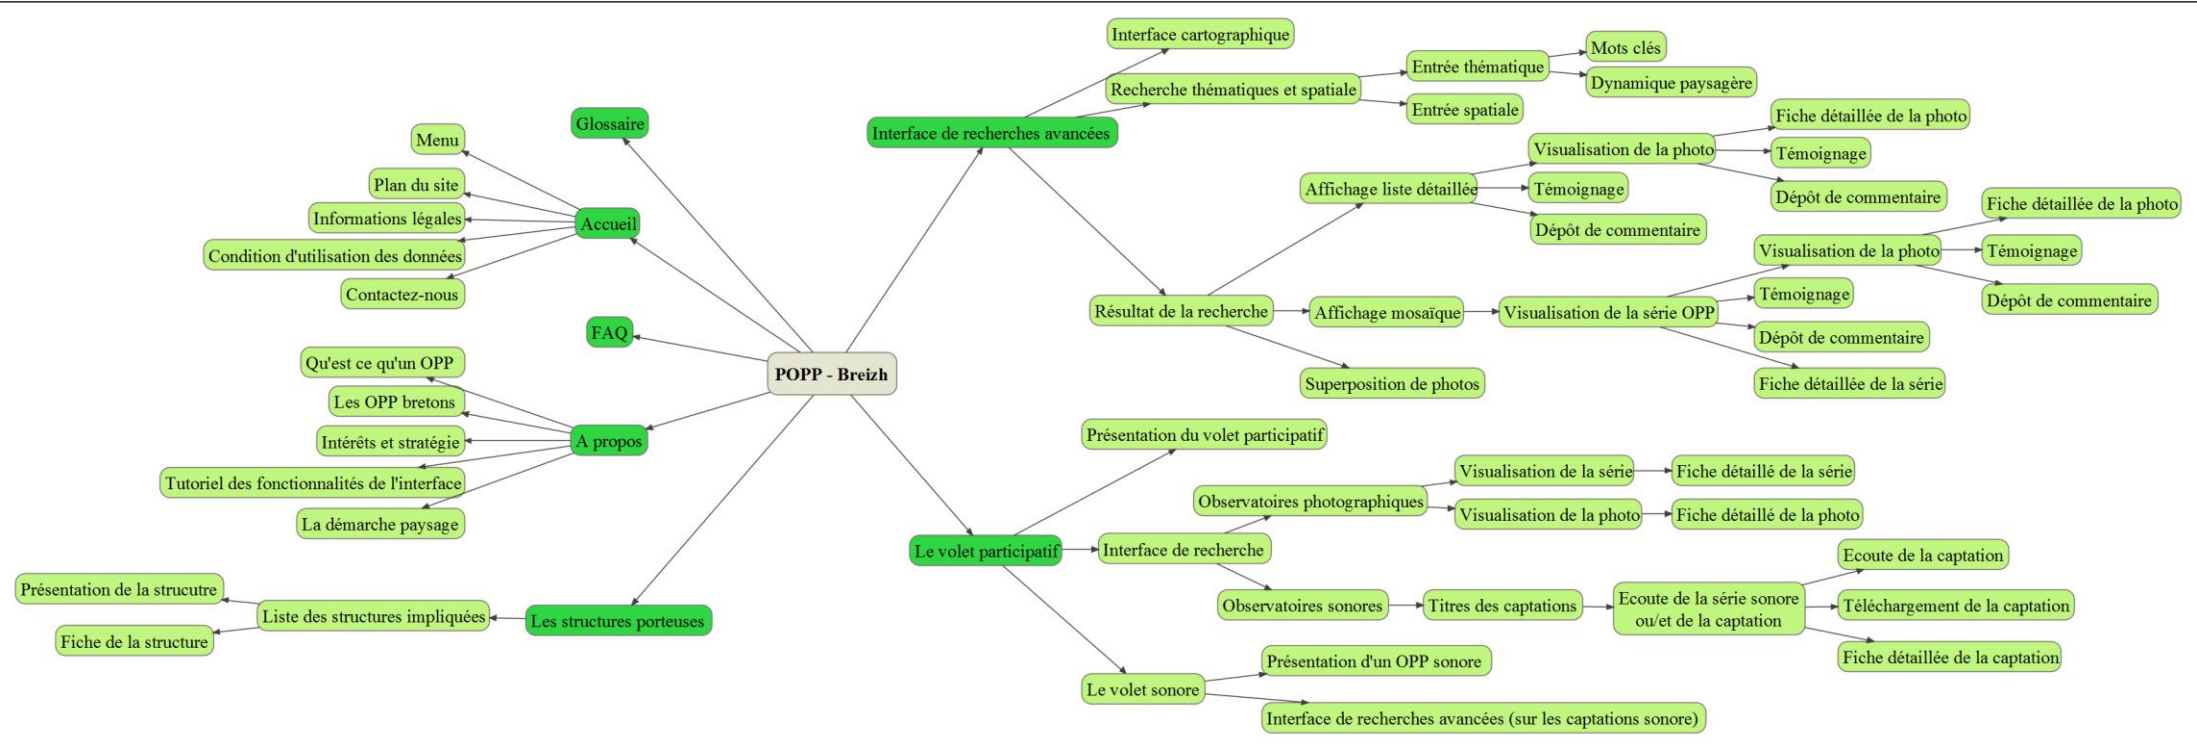 Interface cartographique
Mots clés
Entrée thématique
Dynamique paysagère
Recherche thématiques et spatiale
Entrée spatiale
Interface de recherches avancées
Fiche détaillée de la photo
Visualisation de la photo
Témoignage
Dépôt de commentaire
Affichage liste détaillée
Témoignage
Dépôt de commentaire
Fiche détaillée de la photo
Visualisation de la photo
Témoignage
Dépôt de commentaire
Témoignage
Résultat de la recherche
Affichage mosaïque
Visualisation de la série OPP
Dépôt de commentaire
Fiche détaillée de la série
Superposition de photos
Glossaire
Menu
Plan du site
Informations légales
Accueil
Condition d'utilisation des données
Contactez-nous
FAQ
POPP - Breizh
Qu'est ce qu'un OPP
Les OPP bretons
Intérêts et stratégie
A propos
Tutoriel des fonctionnalités de l'interface
La démarche paysage
Présentation de la strucutre
Liste des structures impliquées
Les structures porteuses
Fiche de la structure
Présentation du volet participatif
Visualisation de la série
Fiche détaillé de la série
Observatoires photographiques
Visualisation de la photo
Fiche détaillé de la photo
Le volet participatif
Interface de recherche
Ecoute de la captation
Observatoires sonores
Titres des captations
Ecoute de la série sonore
ou/et de la captation
Téléchargement de la captation
Fiche détaillée de la captation
Présentation d'un OPP sonore
Le volet sonore
Interface de recherches avancées (sur les captations sonore)